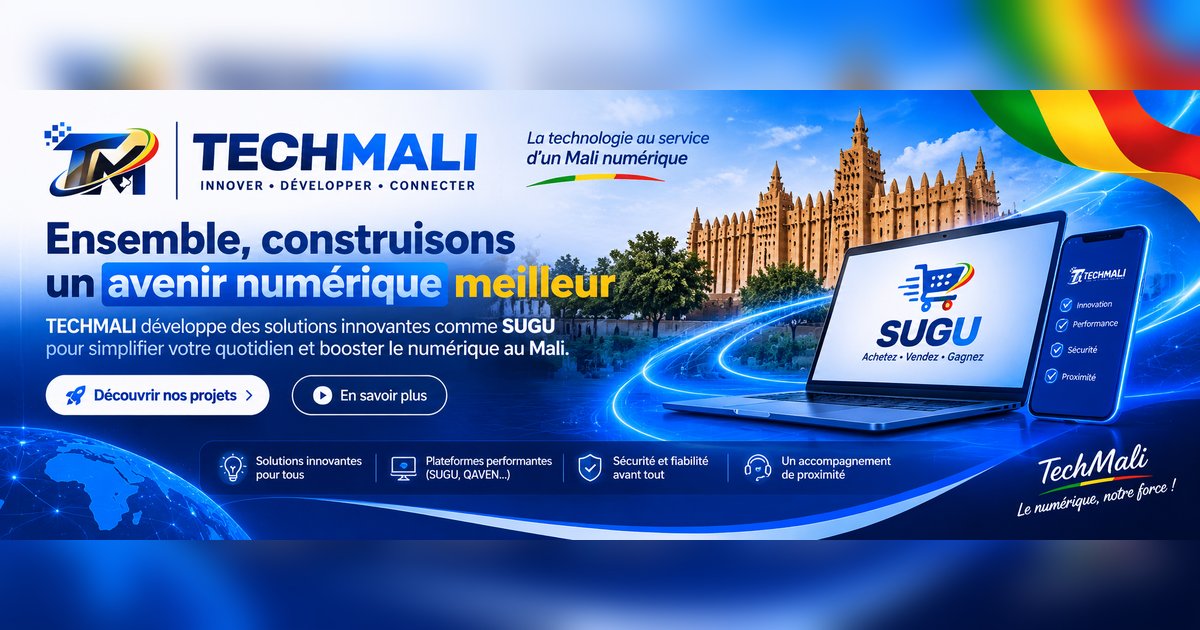 TM
TECHMALI
INNOVER • DÉVELOPPER • CONNECTER
La technologie au service
d'un Mali numérique
Ensemble, construisons
un avenir numérique meilleur
TECHMALI développe des solutions innovantes comme SUGU
pour simplifier votre quotidien et booster le numérique au Mali.
Découvrir nos projets
En savoir plus
SUGU
Achetez • Vendez • Gagnez
TECHMALI
Innovation
Performance
Sécurité
Proximité
Solutions innovantes
pour tous
Plateformes performantes
(SUGU, QAVEN...)
Sécurité et fiabilité
avant tout
Un accompagnement
de proximité
TechMali
Le numérique, notre force !